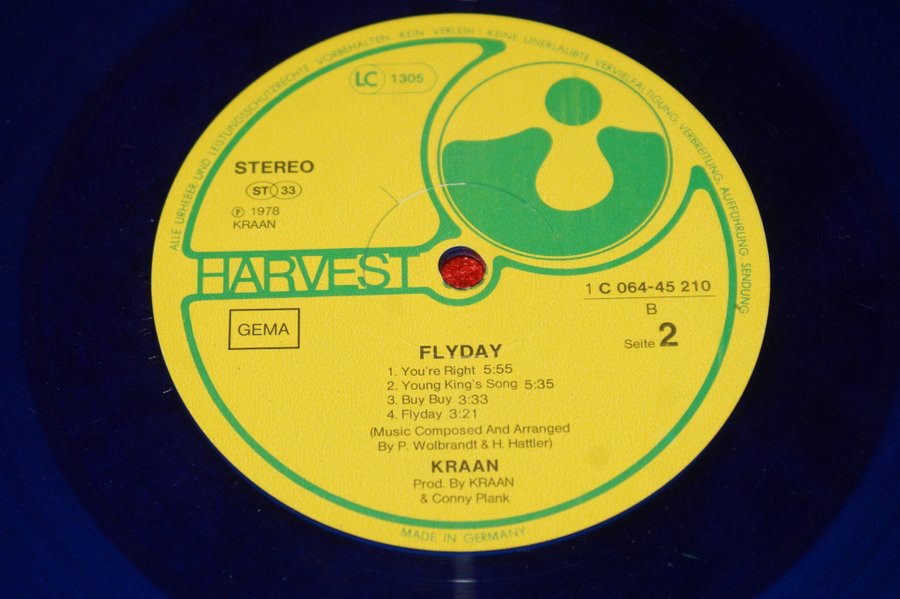 ALLE URHEBER-UND LEISTUNGSSCHUTZRECHTE VORBEHALTEN. KEIN VERLEIH! KEINE UNERLAUBTE VERVIELFÄLTIGUNG, VERBREITUNG, AUFFÜHRUNG, SENDUNG
LC 1305
STEREO
ST 33
Ⓟ 1978
KRAAN
HARVEST
1 C 064-45 210
B
Seite 2
GEMA
FLYDAY
1. You're Right 5:55
2. Young King's Song 5:35
3. Buy Buy 3:33
4. Flyday 3:21
(Music Composed And Arranged
By P. Wolbrandt & H. Hattler)
KRAAN
Prod. By KRAAN
& Conny Plank
MADE IN GERMANY